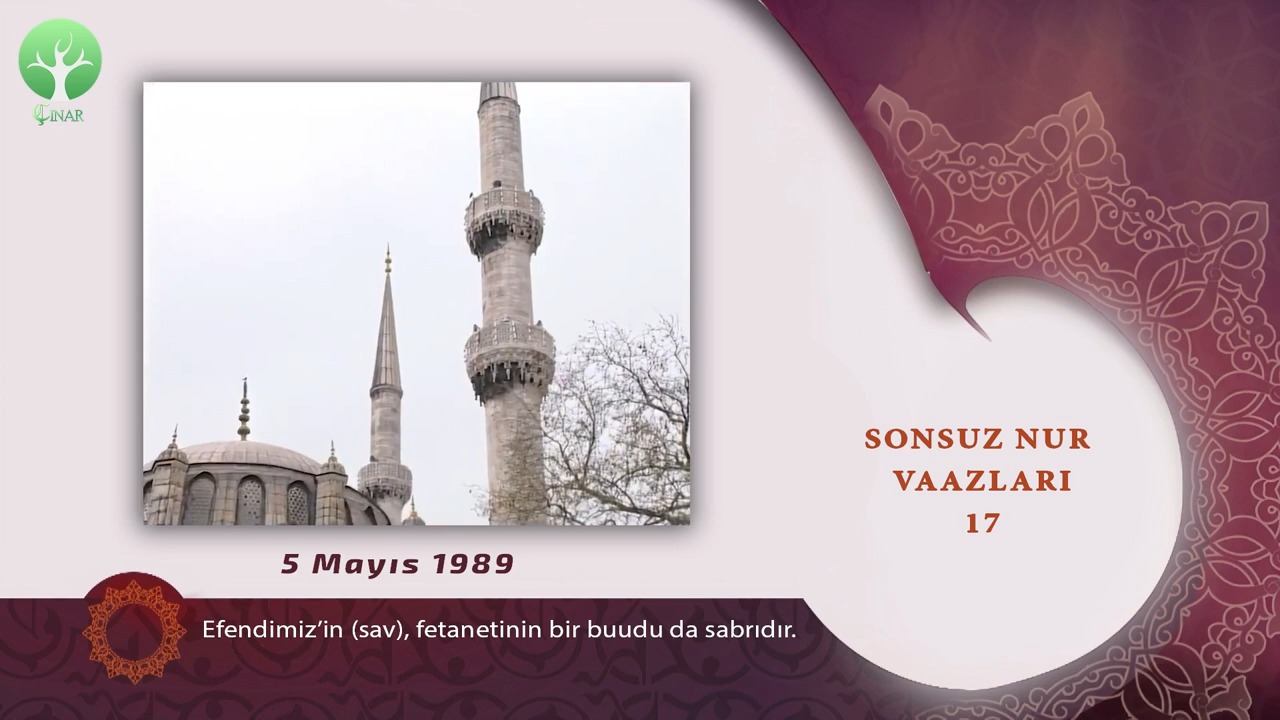 ÇINAR
SONSUZ NUR
VAAZLARI
17
5 Mayıs 1989
Efendimiz’in (sav), fetanetinin bir buudu da sabrıdır.